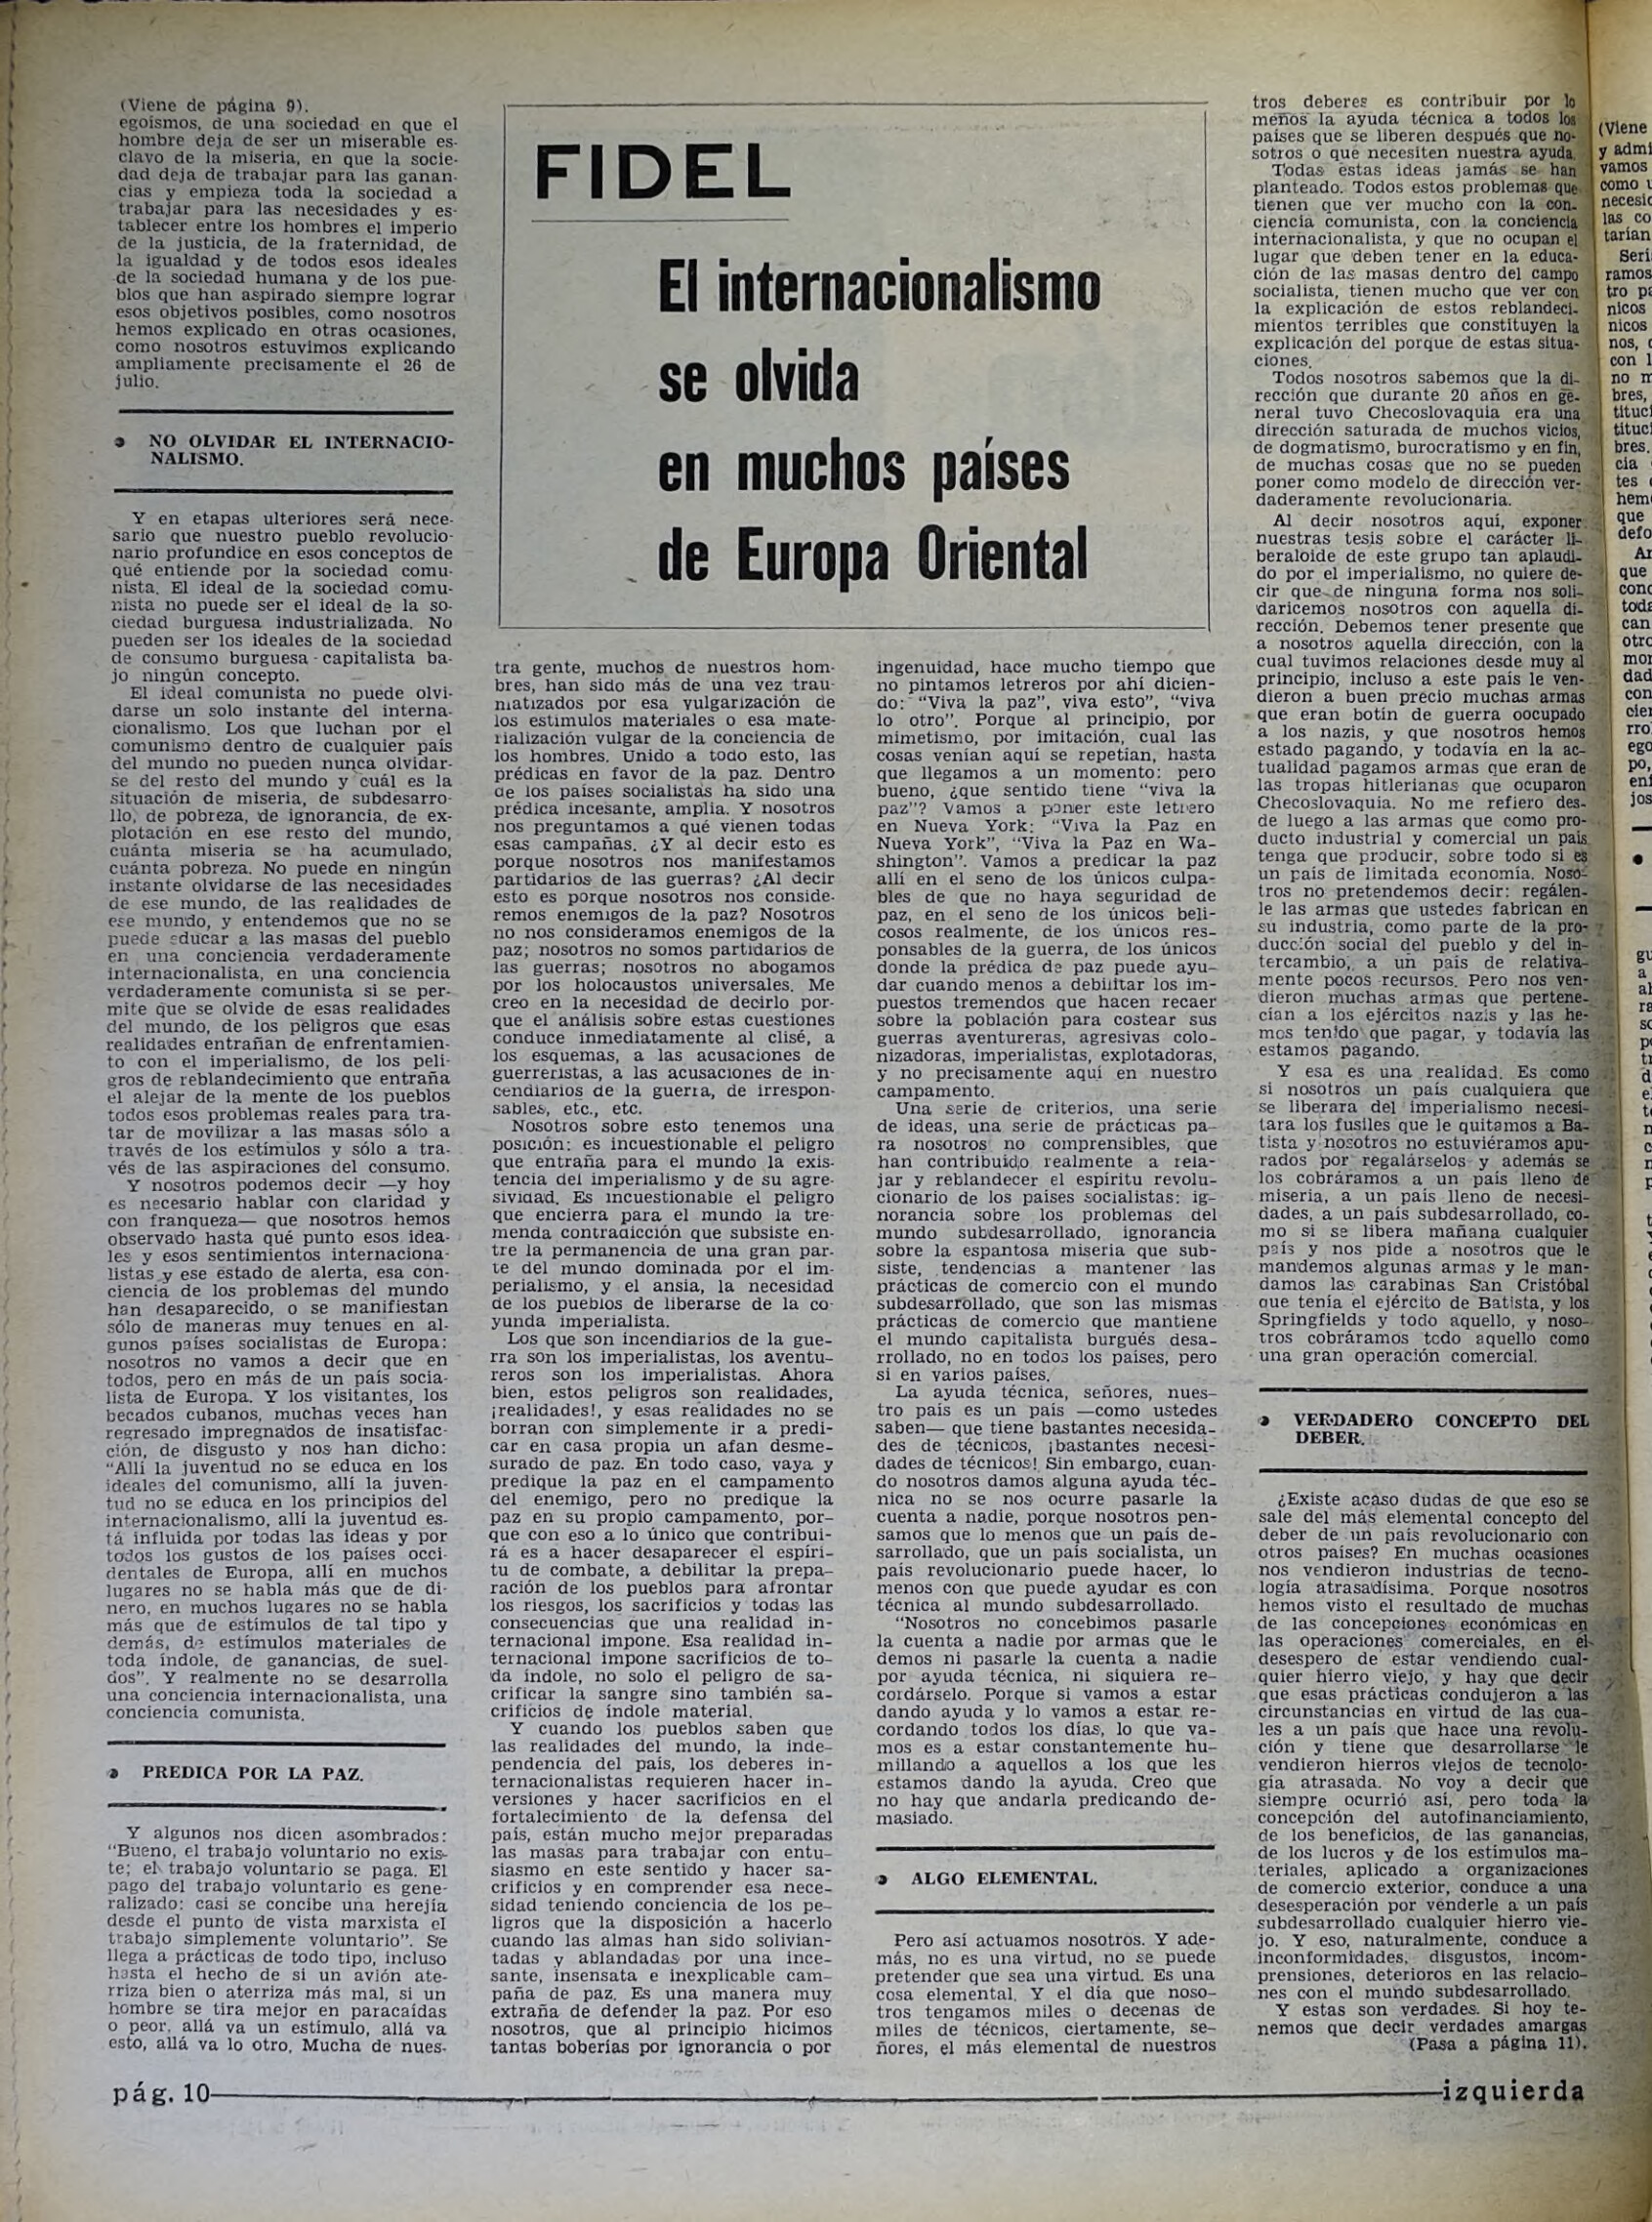 (Viene de página 9).
egoísmos, de una sociedad en que el
hombre deja de ser un miserable es-
clavo de la miseria, en que la socie-
dad deja de trabajar para las ganan-
cias y empieza toda la sociedad a
trabajar para las necesidades y es-
tablecer entre los hombres el imperio
de la justicia, de la fraternidad, de
la igualdad y de todos esos ideales
de la sociedad humana y de los pue-
blos que han aspirado siempre lograr
esos objetivos posibles, como nosotros
hemos explicado en otras ocasiones,
como nosotros estuvimos explicando
ampliamente precisamente el 26 de
julio.
NO OLVIDAR EL INTERNACIO-
NALISMO.
Y en etapas ulteriores será nece-
sario que nuestro pueblo revolucio-
nario profundice en esos conceptos de
qué entiende por la sociedad comu-
nista. El ideal de la sociedad comu-
nista no puede ser el ideal de la so-
ciedad burguesa industrializada. No
pueden ser los ideales de la sociedad
de consumo burguesa-capitalista ba-
jo ningún concepto.
El ideal comunista no puede olvi-
darse un solo instante del interna-
cionalismo. Los que luchan por el
comunismo dentro de cualquier país
del mundo no pueden nunca olvidar-
se del resto del mundo y cuál es la
situación de miseria, de subdesarro-
llo, de pobreza, de ignorancia, de ex-
plotación en ese resto del mundo,
cuánta miseria se ha acumulado,
cuánta pobreza. No puede en ningún
instante olvidarse de las necesidades
de ese mundo, de las realidades de
ese mundo, y entendemos que no se
puede educar a las masas del pueblo
en una conciencia verdaderamente
internacionalista, en una conciencia
verdaderamente comunista si se per-
mite que se olvide de esas realidades
del mundo, de los peligros que esas
realidades entrañan de enfrentamien-
to con el imperialismo, de los peli-
gros de reblandecimiento que entraña
el alejar de la mente de los pueblos
todos esos problemas reales para tra-
tar de movilizar a las masas sólo a
través de los estímulos y sólo a tra-
vés de las aspiraciones del consumo.
Y nosotros podemos decir —y hoy
es necesario hablar con claridad y
con franqueza— que nosotros hemos
observado hasta qué punto esos idea-
les y esos sentimientos internaciona-
listas y ese estado de alerta, esa con-
ciencia de los problemas del mundo
han desaparecido, o se manifiestan
sólo de maneras muy tenues en al-
gunos países socialistas de Europa:
nosotros no vamos a decir que en
todos, pero en más de un país socia-
lista de Europa. Y los visitantes, los
becados cubanos, muchas veces han
regresado impregnados de insatisfac-
ción, de disgusto y nos han dicho:
"Allí la juventud no se educa en los
ideales del comunismo, allí la juven-
tud no se educa en los principios del
internacionalismo, allí la juventud es-
tá influida por todas las ideas y por
todos los gustos de los países occi-
dentales de Europa, allí en muchos
lugares no se habla más que de di-
nero, en muchos lugares no se habla
más que de estímulos de tal tipo y
demás, de estímulos materiales de
toda índole, de ganancias, de suel-
dos". Y realmente no se desarrolla
una conciencia internacionalista, una
conciencia comunista.
PREDICA POR LA PAZ.
Y algunos nos dicen asombrados:
"Bueno, el trabajo voluntario no exis-
te; el trabajo voluntario se paga. El
pago del trabajo voluntario es gene-
ralizado: casi se concibe una herejía
desde el punto de vista marxista el
trabajo simplemente voluntario". Se
llega a prácticas de todo tipo, incluso
hasta el hecho de si un avión ate-
rriza bien o aterriza más mal, si un
hombre se tira mejor en paracaídas
o peor, allá va un estímulo, allá va
esto, allá va lo otro. Mucha de nues-
FIDEL
El internacionalismo
se olvida
en muchos países
de Europa Oriental
tra gente, muchos de nuestros hom-
bres, han sido más de una vez trau-
matizados por esa vulgarización de
los estímulos materiales o esa mate-
rialización vulgar de la conciencia de
los hombres. Unido a todo esto, las
prédicas en favor de la paz. Dentro
de los países socialistas ha sido una
prédica incesante, amplia. Y nosotros
nos preguntamos a qué vienen todas
esas campañas. ¿Y al decir esto es
porque nosotros nos manifestamos
partidarios de las guerras? ¿Al decir
esto es porque nosotros nos conside-
remos enemigos de la paz? Nosotros
no nos consideramos enemigos de la
paz; nosotros no somos partidarios de
las guerras; nosotros no abogamos
por los holocaustos universales. Me
creo en la necesidad de decirlo por-
que el análisis sobre estas cuestiones
conduce inmediatamente al clisé, a
los esquemas, a las acusaciones de
guerreristas, a las acusaciones de in-
cendiarios de la guerra, de irrespon-
sables, etc., etc.
Nosotros sobre esto tenemos una
posición: es incuestionable el peligro
que entraña para el mundo la exis-
tencia del imperialismo y de su agre-
sividad. Es incuestionable el peligro
que encierra para el mundo la tre-
menda contradicción que subsiste en-
tre la permanencia de una gran par-
te del mundo dominada por el im-
perialismo, y el ansia, la necesidad
de los pueblos de liberarse de la co-
yunda imperialista.
Los que son incendiarios de la gue-
rra son los imperialistas, los aventu-
reros son los imperialistas. Ahora
bien, estos peligros son realidades,
¡realidades!, y esas realidades no se
borran con simplemente ir a predi-
car en casa propia un afan desme-
surado de paz. En todo caso, vaya y
predique la paz en el campamento
del enemigo, pero no predique la
paz en su propio campamento, por-
que con eso a lo único que contribui-
rá es a hacer desaparecer el espíri-
tu de combate, a debilitar la prepa-
ración de los pueblos para afrontar
los riesgos, los sacrificios y todas las
consecuencias que una realidad in-
ternacional impone. Esa realidad in-
ternacional impone sacrificios de to-
da índole, no solo el peligro de sa-
crificar la sangre sino también sa-
crificios de índole material.
Y cuando los pueblos saben que
las realidades del mundo, la inde-
pendencia del país, los deberes in-
ternacionalistas requieren hacer in-
versiones y hacer sacrificios en el
fortalecimiento de la defensa del
país, están mucho mejor preparadas
las masas para trabajar con entu-
siasmo en este sentido y hacer sa-
crificios y en comprender esa nece-
sidad teniendo conciencia de los pe-
ligros que la disposición a hacerlo
cuando las almas han sido solivian-
tadas y ablandadas por una ince-
sante, insensata e inexplicable cam-
paña de paz. Es una manera muy
extraña de defender la paz. Por eso
nosotros, que al principio hicimos
tantas boberías por ignorancia o por
ingenuidad, hace mucho tiempo que
no pintamos letreros por ahí dicien-
do: "Viva la paz", viva esto", "viva
lo otro". Porque al principio, por
mimetismo, por imitación, cual las
cosas venían aquí se repetían, hasta
que llegamos a un momento: pero
bueno, ¿qué sentido tiene "viva la
paz"? Vamos a poner este letrero
en Nueva York: "Viva la Paz en
Nueva York", "Viva la Paz en Wa-
shington". Vamos a predicar la paz
allí en el seno de los únicos culpa-
bles de que no haya seguridad de
paz, en el seno de los únicos beli-
cosos realmente, de los únicos res-
ponsables de la guerra, de los únicos
donde la prédica de paz puede ayu-
dar cuando menos a debilitar los im-
puestos tremendos que hacen recaer
sobre la población para costear sus
guerras aventureras, agresivas colo-
nizadoras, imperialistas, explotadoras,
y no precisamente aquí en nuestro
campamento.
Una serie de criterios, una serie
de ideas, una serie de prácticas pa-
ra nosotros no comprensibles, que
han contribuido realmente a rela-
jar y reblandecer el espíritu revolu-
cionario de los países socialistas: ig-
norancia sobre los problemas del
mundo subdesarrollado, ignorancia
sobre la espantosa miseria que sub-
siste, tendencias a mantener las
prácticas de comercio con el mundo
subdesarrollado, que son las mismas
prácticas de comercio que mantiene
el mundo capitalista burgués desa-
rrollado, no en todos los países, pero
si en varios países.
La ayuda técnica, señores, nues-
tro país es un país —como ustedes
saben— que tiene bastantes necesida-
des de técnicos, ¡bastantes necesi-
dades de técnicos! Sin embargo, cuan-
do nosotros damos alguna ayuda téc-
nica no se nos ocurre pasarle la
cuenta a nadie, porque nosotros pen-
samos que lo menos que un país de-
sarrollado, que un país socialista, un
país revolucionario puede hacer, lo
menos con que puede ayudar es con
técnica al mundo subdesarrollado.
"Nosotros no concebimos pasarle
la cuenta a nadie por armas que le
demos ni pasarle la cuenta a nadie
por ayuda técnica, ni siquiera re-
cordárselo. Porque si vamos a estar
dando ayuda y lo vamos a estar re-
cordando todos los días, lo que va-
mos es a estar constantemente hu-
millando a aquellos a los que les
estamos dando la ayuda. Creo que
no hay que andarla predicando de-
masiado.
ALGO ELEMENTAL.
Pero así actuamos nosotros. Y ade-
más, no es una virtud, no se puede
pretender que sea una virtud. Es una
cosa elemental. Y el día que noso-
tros tengamos miles o decenas de
miles de técnicos, ciertamente, se-
ñores, el más elemental de nuestros
tros deberes es contribuir por lo
menos la ayuda técnica a todos los
países que se liberen después que no-
sotros o que necesiten nuestra ayuda.
Todas estas ideas jamás se han
planteado. Todos estos problemas que
tienen que ver mucho con la con-
ciencia comunista, con la conciencia
internacionalista, y que no ocupan el
lugar que deben tener en la educa-
ción de las masas dentro del campo
socialista, tienen mucho que ver con
la explicación de estos reblandeci-
mientos terribles que constituyen la
explicación del porque de estas situa-
ciones.
Todos nosotros sabemos que la di-
rección que durante 20 años en ge-
neral tuvo Checoslovaquia era una
dirección saturada de muchos vicios,
de dogmatismo, burocratismo y en fin,
de muchas cosas que no se pueden
poner como modelo de dirección ver-
daderamente revolucionaria.
Al decir nosotros aquí, exponer
nuestras tesis sobre el carácter li-
beraloide de este grupo tan aplaudi-
do por el imperialismo, no quiere de-
cir que de ninguna forma nos soli-
daricemos nosotros con aquella di-
rección. Debemos tener presente que
a nosotros aquella dirección, con la
cual tuvimos relaciones desde muy al
principio, incluso a este país le ven-
dieron a buen precio muchas armas
que eran botín de guerra oocupado
a los nazis, y que nosotros hemos
estado pagando, y todavía en la ac-
tualidad pagamos armas que eran de
las tropas hitlerianas que ocuparon
Checoslovaquia. No me refiero des-
de luego a las armas que como pro-
ducto industrial y comercial un país
tenga que producir, sobre todo si es
un país de limitada economía. Noso-
tros no pretendemos decir: regálen-
le las armas que ustedes fabrican en
su industria, como parte de la pro-
ducción social del pueblo y del in-
tercambio, a un país de relativa-
mente pocos recursos. Pero nos ven-
dieron muchas armas que pertene-
cían a los ejércitos nazis y las he-
mos tenido que pagar, y todavía las
estamos pagando.
Y esa es una realidad. Es como
si nosotros un país cualquiera que
se liberara del imperialismo necesi-
tara los fusiles que le quitamos a Ba-
tista y nosotros no estuviéramos apu-
rados por regalárselos y además se
los cobráramos a un país lleno de
miseria, a un país lleno de necesi-
dades, a un país subdesarrollado, co-
mo si se libera mañana cualquier
país y nos pide a nosotros que le
mandemos algunas armas y le man-
damos las carabinas San Cristóbal
que tenía el ejército de Batista, y los
Springfields y todo aquello, y noso-
tros cobráramos todo aquello como
una gran operación comercial.
VERDADERO CONCEPTO DEL
DEBER.
¿Existe acaso dudas de que eso se
sale del más elemental concepto del
deber de un país revolucionario con
otros países? En muchas ocasiones
nos vendieron industrias de tecno-
logía atrasadísima. Porque nosotros
hemos visto el resultado de muchas
de las concepciones económicas en
las operaciones comerciales, en el
desespero de estar vendiendo cual-
quier hierro viejo, y hay que decir
que esas prácticas condujeron a las
circunstancias en virtud de las cua-
les a un país que hace una revolu-
ción y tiene que desarrollarse le
vendieron hierros viejos de tecnolo-
gía atrasada. No voy a decir que
siempre ocurrió así, pero toda la
concepción del autofinanciamiento,
de los beneficios, de las ganancias,
de los lucros y de los estímulos ma-
teriales, aplicado a organizaciones
de comercio exterior, conduce a una
desesperación por venderle a un país
subdesarrollado cualquier hierro vie-
jo. Y eso, naturalmente, conduce a
inconformidades, disgustos, incom-
prensiones, deterioros en las relacio-
nes con el mundo subdesarrollado.
Y estas son verdades. Si hoy te-
nemos que decir verdades amargas
(Pasa a página 11).
pág. 10
izquierda
(Viene
y admi
vamos